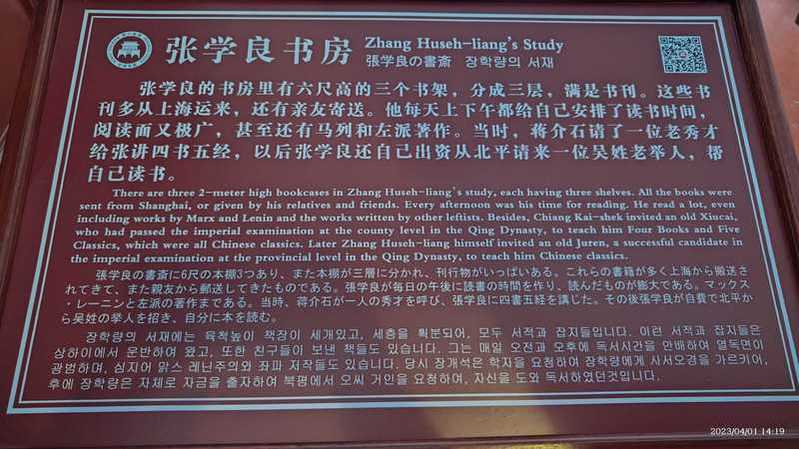 张学良书房 Zhang Huseh-liang's Study
張学良の書斎 장학량의 서재
张学良的书房里有六尺高的三个书架，分成三层，满是书刊。这些书
刊多从上海运来，还有亲友寄送。他每天上下午都给自己安排了读书时间，
阅读面又极广，甚至还有马列和左派著作。当时，蒋介石请了一位老秀才
给张讲四书五经，以后张学良还自己出资从北平请来一位吴姓老举人，帮
自己读书。
There are three 2-meter high bookcases in Zhang Huseh-liang's study, each having three shelves. All the books were
sent from Shanghai, or given by his relatives and friends. Every afternoon was his time for reading. He read a lot, even
including works by Marx and Lenin and the works written by other leftists. Besides, Chiang Kai-shek invited an old Xiucai,
who had passed the imperial examination at the county level in the Qing Dynasty, to teach him Four Books and Five
Classics, which were all Chinese classics. Later Zhang Huseh-liang himself invited an old Juren, a successful candidate in
the imperial examination at the provincial level in the Qing Dynasty, to teach him Chinese classics.
張学良の書斎に6尺の本棚3つあり、また本棚が三層に分かれ、刊行物がいっぱいある。これらの書籍が多く上海から搬送さ
れてきて、また親友から郵送してきたものである。張学良が毎日の午後に読書の時間を作り、読んだものが膨大である。マックス
・レーニンと左派の著作まである。当時、蒋介石が一人の秀才を呼び、張学良に四書五経を講じた。その後張学良が自費で北平か
ら吴姓の挙人を招き、自分に本を読む。
장학량의 서재에는 육척높이 책장이 세개있고, 세층을 획분되어, 모두 서적과 잡지들입니다. 이런 서적과 잡지들은
상하이에서 운반하여 왔고, 또한 친구들이 보낸 책들도 있습니다. 그는 매일 오전과 오후에 독서시간을 안배하여 열독면이
광범하며, 심지어 맑스 레닌주의와 좌파 저작들도 있습니다. 당시 장개석은 학자를 요청하여 장학량에게 사서오경을 가르키어,
후에 장학량은 자체로 자금을 출자하여 북평에서 오씨 거인을 요청하여, 자신을 도와 독서하였던것입니다.
2023/04/01 14:19